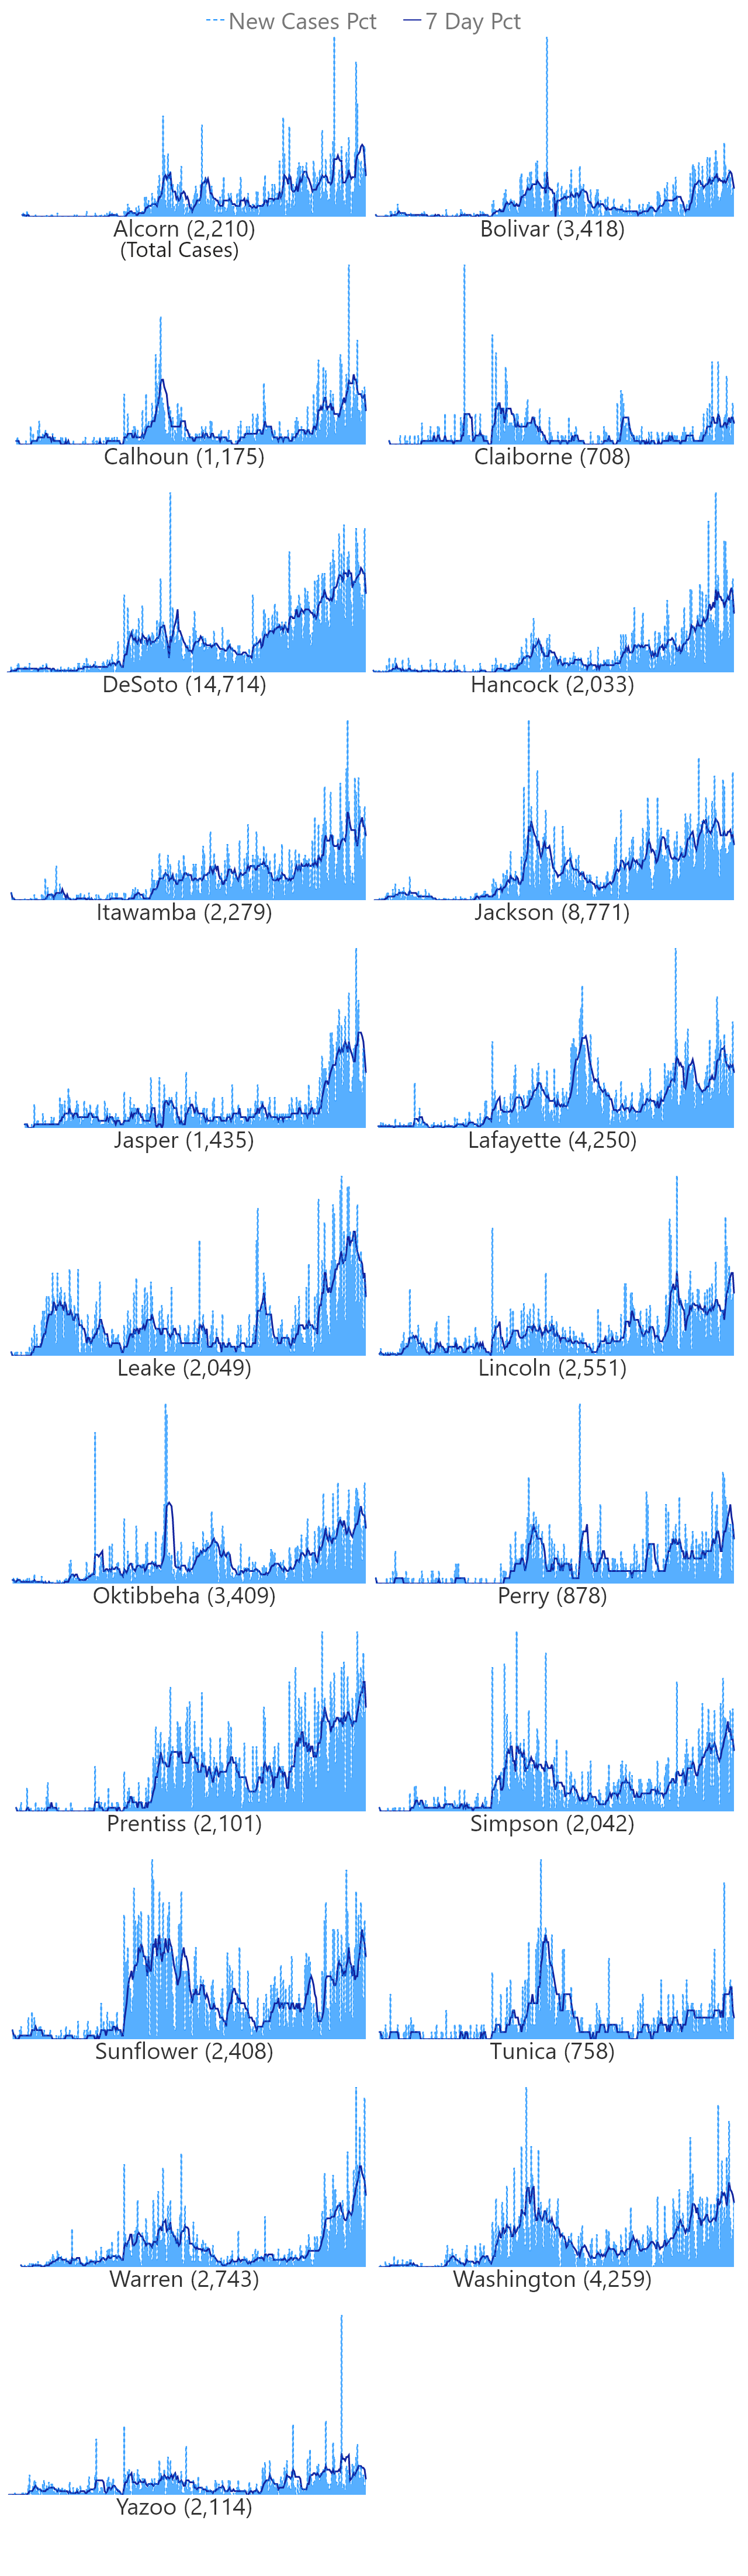 New Cases Pct 7 Day Pct
Alcorn (2,210)
(Total Cases)
Bolivar (3,418)
Calhoun (1,175)
Claiborne (708)
DeSoto (14,714)
Hancock (2,033)
Itawamba (2,279)
Jackson (8,771)
Jasper (1,435)
Lafayette (4,250)
Leake (2,049)
Lincoln (2,551)
Oktibbeha (3,409)
Perry (878)
Prentiss (2,101)
Simpson (2,042)
Sunflower (2,408)
Tunica (758)
Warren (2,743)
Washington (4,259)
Yazoo (2,114)